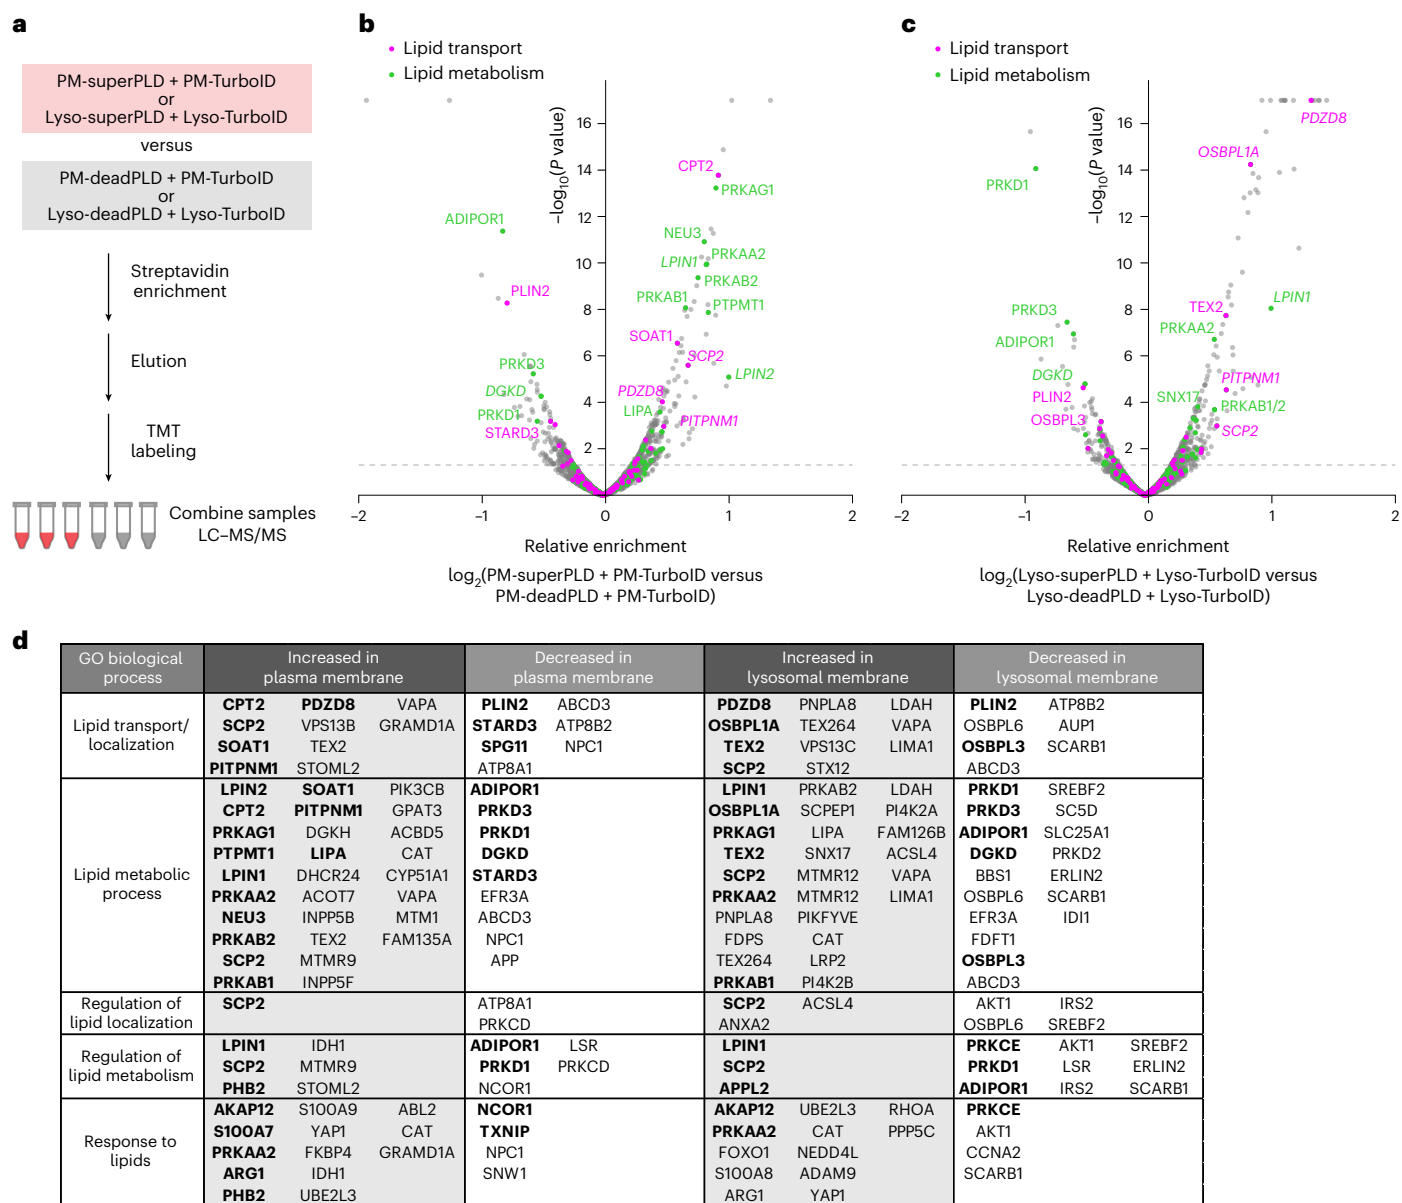 a
PM-superPLD + PM-TurboID
or
Lyso-superPLD + Lyso-TurboID
versus
PM-deadPLD + PM-TurboID
or
Lyso-deadPLD + Lyso-TurboID
Streptavidin
enrichment
Elution
TMT
labeling
Combine samples
LC–MS/MS
b
Lipid transport
Lipid metabolism
–log10(P value)
16
14
12
10
8
6
4
2
–2
–1
0
1
2
CPT2
PRKAG1
ADIPOR1
NEU3
PRKAA2
LPIN1
PRKAB2
PLIN2
PRKAB1
PTPMT1
SOAT1
SCP2
PRKD3
LPIN2
DGKD
PDZD8
PRKD1
LIPA
PITPNM1
STARD3
Relative enrichment
log2(PM-superPLD + PM-TurboID versus
PM-deadPLD + PM-TurboID)
c
Lipid transport
Lipid metabolism
–log10(P value)
16
14
12
10
8
6
4
2
–2
–1
0
1
2
PDZD8
OSBPL1A
PRKD1
LPIN1
TEX2
PRKD3
PRKAA2
ADIPOR1
DGKD
PITPNM1
PLIN2
SNX17
PRKAB1/2
OSBPL3
SCP2
Relative enrichment
log2(Lyso-superPLD + Lyso-TurboID versus
Lyso-deadPLD + Lyso-TurboID)
d
GO biological process
Increased in plasma membrane
Decreased in plasma membrane
Increased in lysosomal membrane
Decreased in lysosomal membrane
Lipid transport/
localization
CPT2 PDZD8 VAPA
SCP2 VPS13B GRAMD1A
SOAT1 TEX2
PITPNM1 STOML2
PLIN2 ABCD3
STARD3 ATP8B2
SPG11 NPC1
ATP8A1
PDZD8 PNPLA8 LDAH
OSBPL1A TEX264 VAPA
TEX2 VPS13C LIMA1
SCP2 STX12
PLIN2 ATP8B2
OSBPL6 AUP1
OSBPL3 SCARB1
ABCD3
Lipid metabolic
process
LPIN2 SOAT1 PIK3CB
CPT2 PITPNM1 GPAT3
PRKAG1 DGKH ACBD5
PTPMT1 LIPA CAT
LPIN1 DHCR24 CYP51A1
PRKAA2 ACOT7 VAPA
NEU3 INPP5B MTM1
PRKAB2 TEX2 FAM135A
SCP2 MTMR9
PRKAB1 INPP5F
ADIPOR1
PRKD3
PRKD1
DGKD
STARD3
EFR3A
ABCD3
NPC1
APP
LPIN1 PRKAB2 LDAH
OSBPL1A SCPEP1 PI4K2A
PRKAG1 LIPA FAM126B
TEX2 SNX17 ACSL4
SCP2 MTMR12 VAPA
PRKAA2 MTMR12 LIMA1
PNPLA8 PIKFYVE
FDPS CAT
TEX264 LRP2
PRKAB1 PI4K2B
PRKD1 SREBF2
PRKD3 SC5D
ADIPOR1 SLC25A1
DGKD PRKD2
BBS1 ERLIN2
OSBPL6 SCARB1
EFR3A IDI1
FDFT1
OSBPL3
ABCD3
Regulation of
lipid localization
SCP2
ATP8A1
PRKCD
SCP2 ACSL4
ANXA2
AKT1 IRS2
OSBPL6 SREBF2
Regulation of
lipid metabolism
LPIN1 IDH1
SCP2 MTMR9
PHB2 STOML2
ADIPOR1 LSR
PRKD1 PRKCD
NCOR1
LPIN1
SCP2
APPL2
PRKCE AKT1 SREBF2
PRKD1 LSR ERLIN2
ADIPOR1 IRS2 SCARB1
Response to
lipids
AKAP12 S100A9 ABL2
S100A7 YAP1 CAT
PRKAA2 FKBP4 GRAMD1A
ARG1 IDH1
PHB2 UBE2L3
NCOR1
TXNIP
NPC1
SNW1
AKAP12 UBE2L3 RHOA
PRKAA2 CAT PPP5C
FOXO1 NEDD4L
S100A8 ADAM9
ARG1 YAP1
PRKCE
AKT1
CCNA2
SCARB1